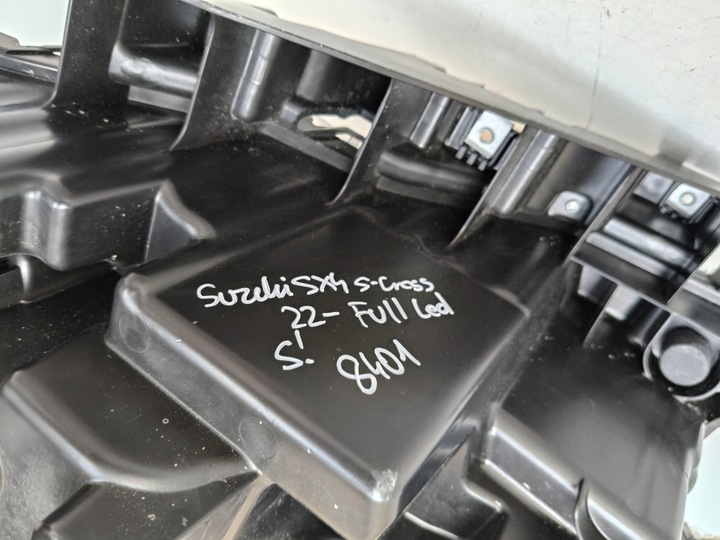 Suzuki SX4 S-Cross
22- Full Led
S!
8401